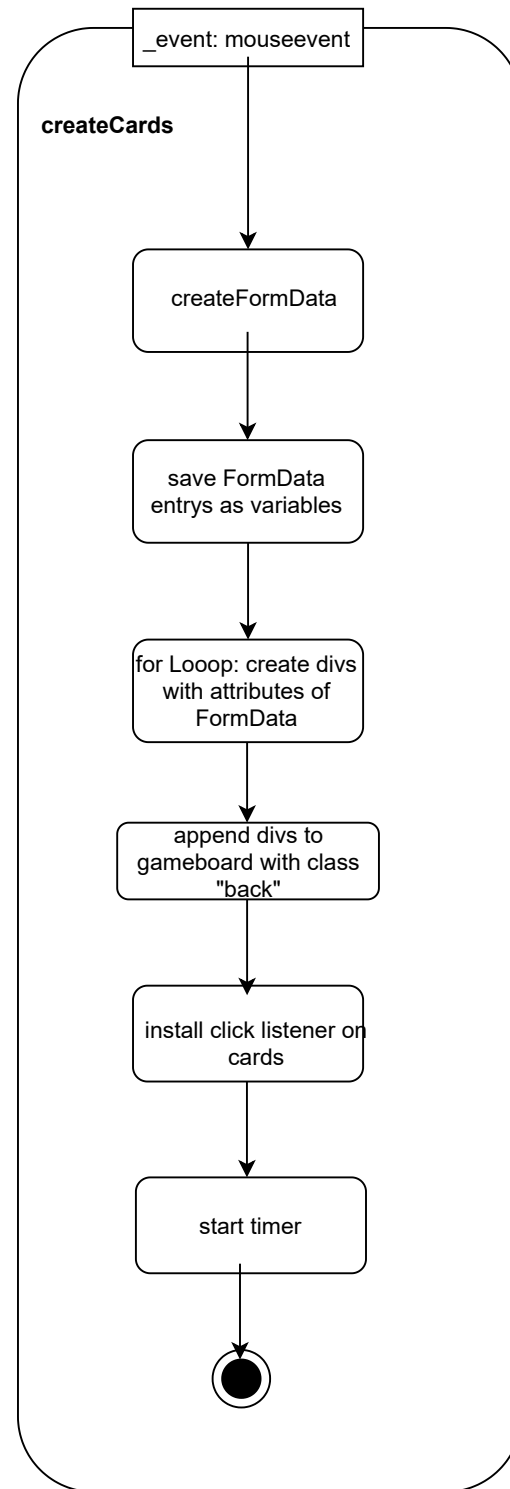 _event: mouseevent
createCards
createFormData
save FormData
entrys as variables
for Looop: create divs
with attributes of
FormData
append divs to
gameboard with class
"back"
install click listener on
cards
start timer